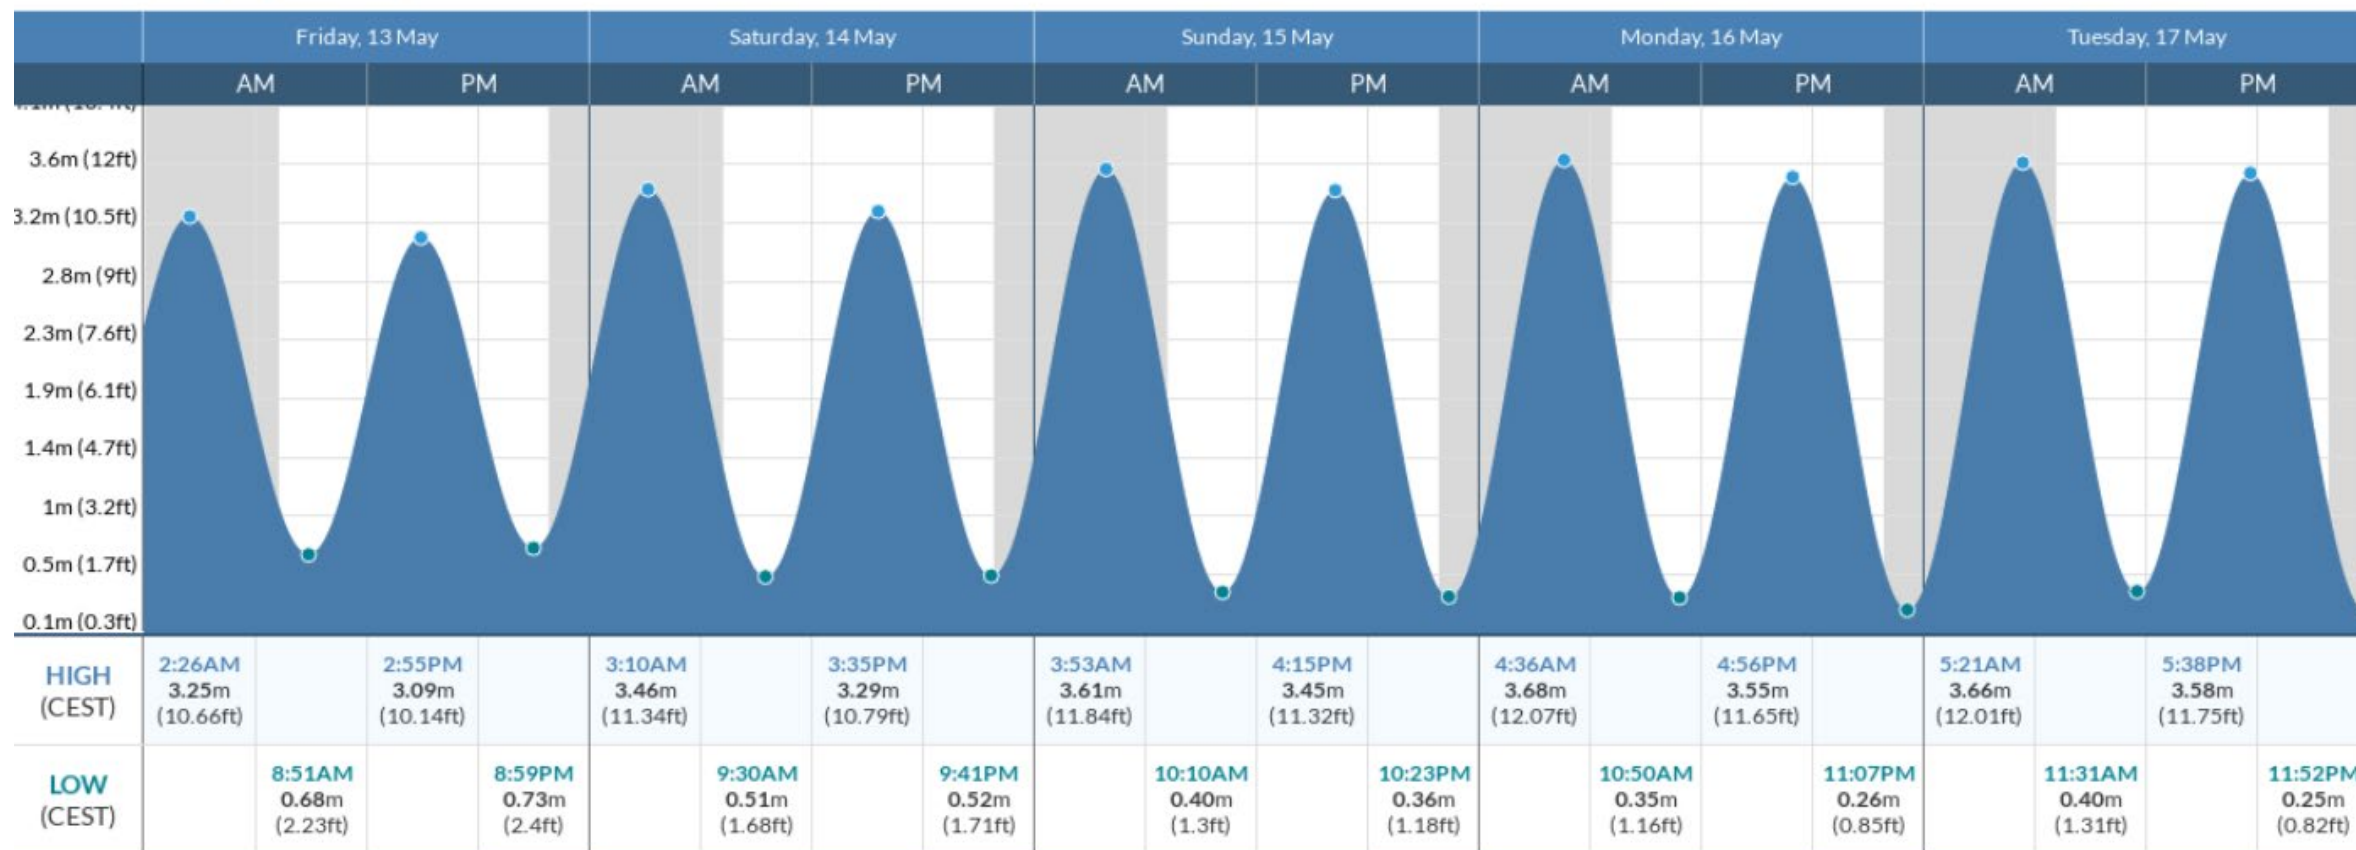 Friday, 13 May Saturday, 14 May Sunday, 15 May Monday, 16 May Tuesday, 17 May
AM PM AM PM AM PM AM PM AM PM
3.6m (12ft)
3.2m (10.5ft)
2.8m (9ft)
2.3m (7.6ft)
1.9m (6.1ft)
1.4m (4.7ft)
1m (3.2ft)
0.5m (1.7ft)
0.1m (0.3ft)
HIGH
(CEST)
2:26AM 2:55PM 3:10AM 3:35PM 3:53AM 4:15PM 4:36AM 4:56PM 5:21AM 5:38PM
3.25m 3.09m 3.46m 3.29m 3.61m 3.45m 3.68m 3.55m 3.66m 3.58m
(10.66ft) (10.14ft) (11.34ft) (10.79ft) (11.84ft) (11.32ft) (12.07ft) (11.65ft) (12.01ft) (11.75ft)
LOW
(CEST)
8:51AM 8:59PM 9:30AM 9:41PM 10:10AM 10:23PM 10:50AM 11:07PM 11:31AM 11:52PM
0.68m 0.73m 0.51m 0.52m 0.40m 0.36m 0.35m 0.26m 0.40m 0.25m
(2.23ft) (2.4ft) (1.68ft) (1.71ft) (1.3ft) (1.18ft) (1.16ft) (0.85ft) (1.31ft) (0.82ft)